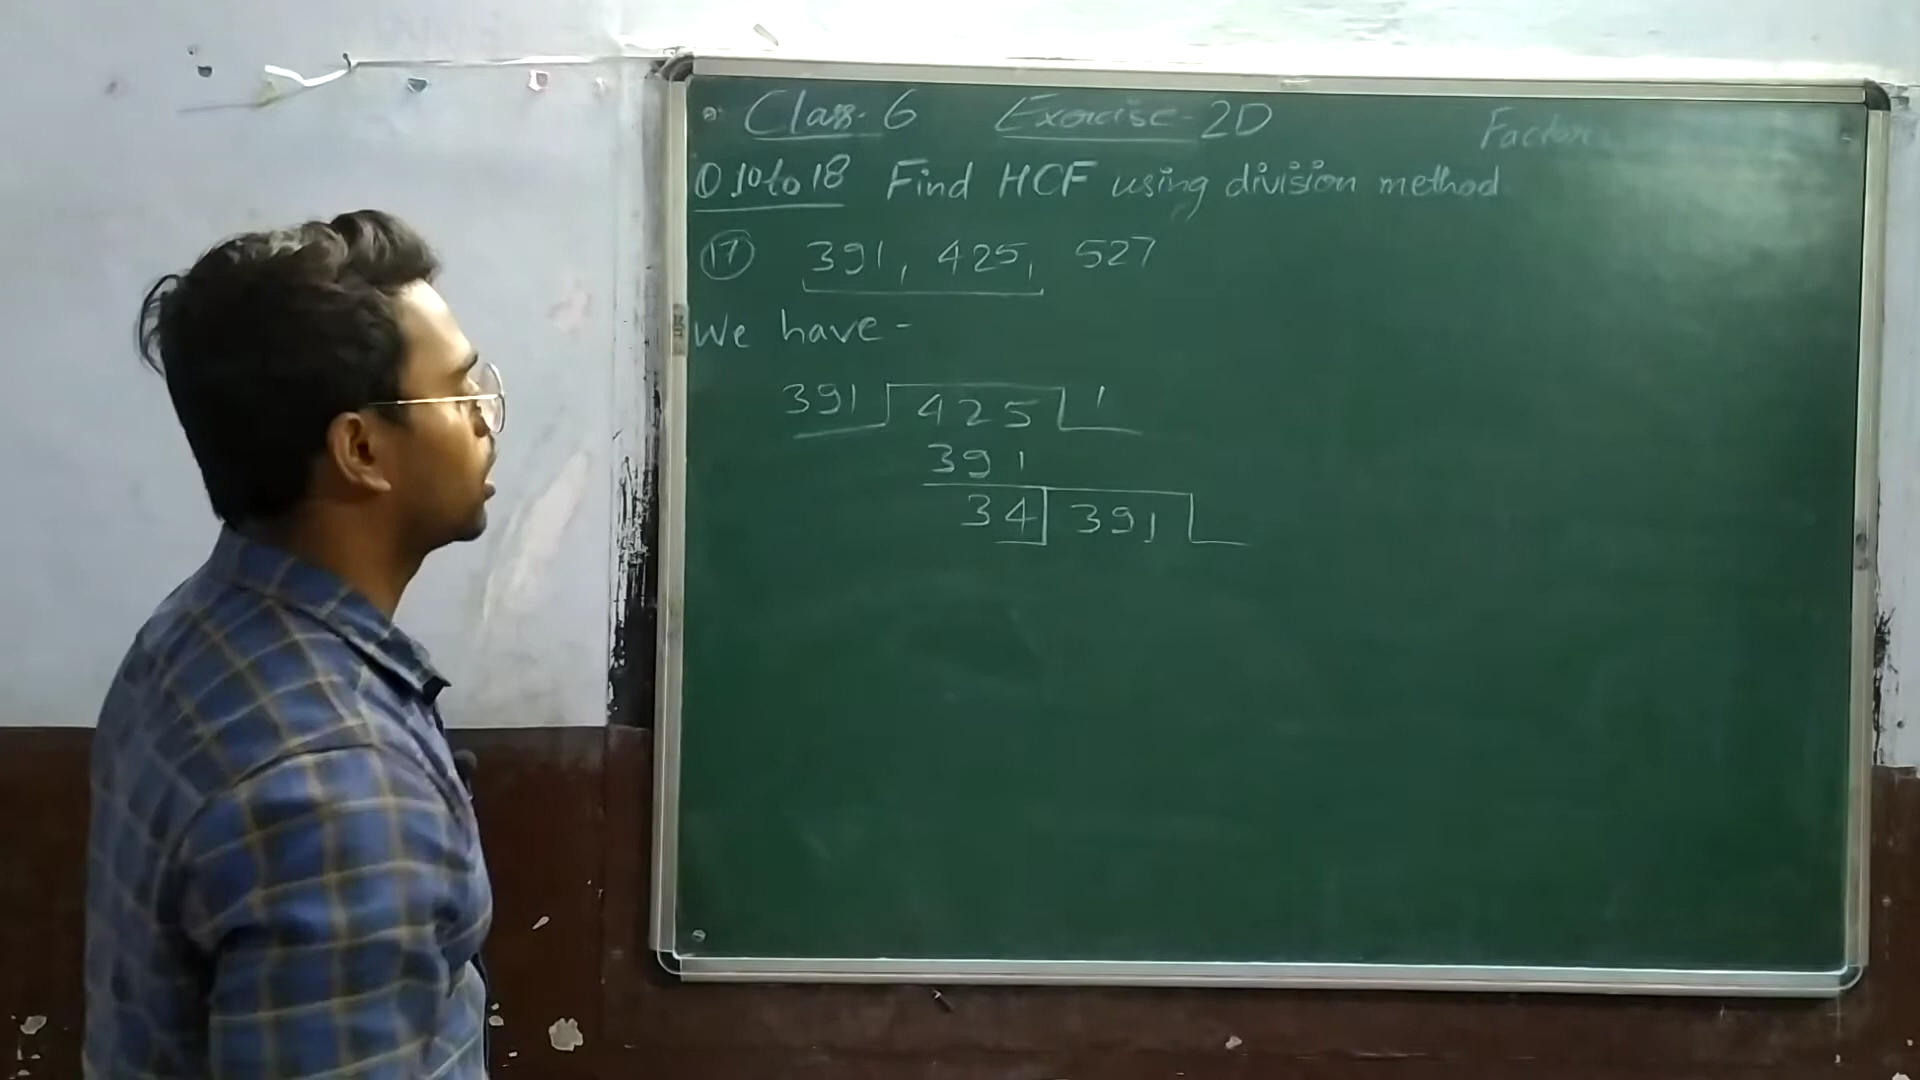 Class-6 Exercise-2D Factor
Q 10 to 18 Find HCF using division method
17 391, 425, 527
We have-
391 425 1
391
34 391